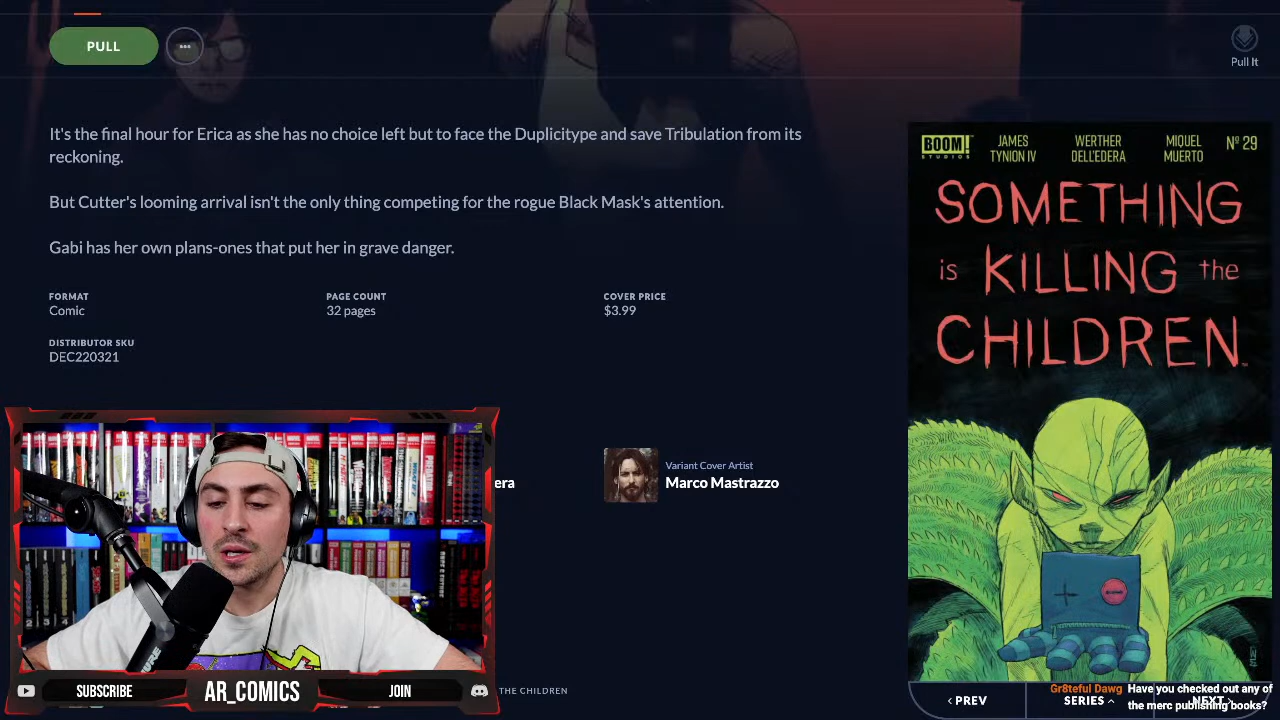 PULL
Pull It
It's the final hour for Erica as she has no choice left but to face the Duplicitype and save Tribulation from its
reckoning.
But Cutter's looming arrival isn't the only thing competing for the rogue Black Mask's attention.
Gabi has her own plans-ones that put her in grave danger.
FORMAT
Comic
PAGE COUNT
32 pages
COVER PRICE
$3.99
DISTRIBUTOR SKU
DEC220321
era
Variant Cover Artist
Marco Mastrazzo
BOOM!
STUDIOS
JAMES
TYNION IV
WERTHER
DELL'EDERA
MIQUEL
MUERTO
Nº 29
SOMETHING
is KILLING the
CHILDREN
SUBSCRIBE
AR_COMICS
JOIN
THE CHILDREN
PREV
SERIES
NEXT
Gr8teful Dawg Have you checked out any of
the merc publishing books?